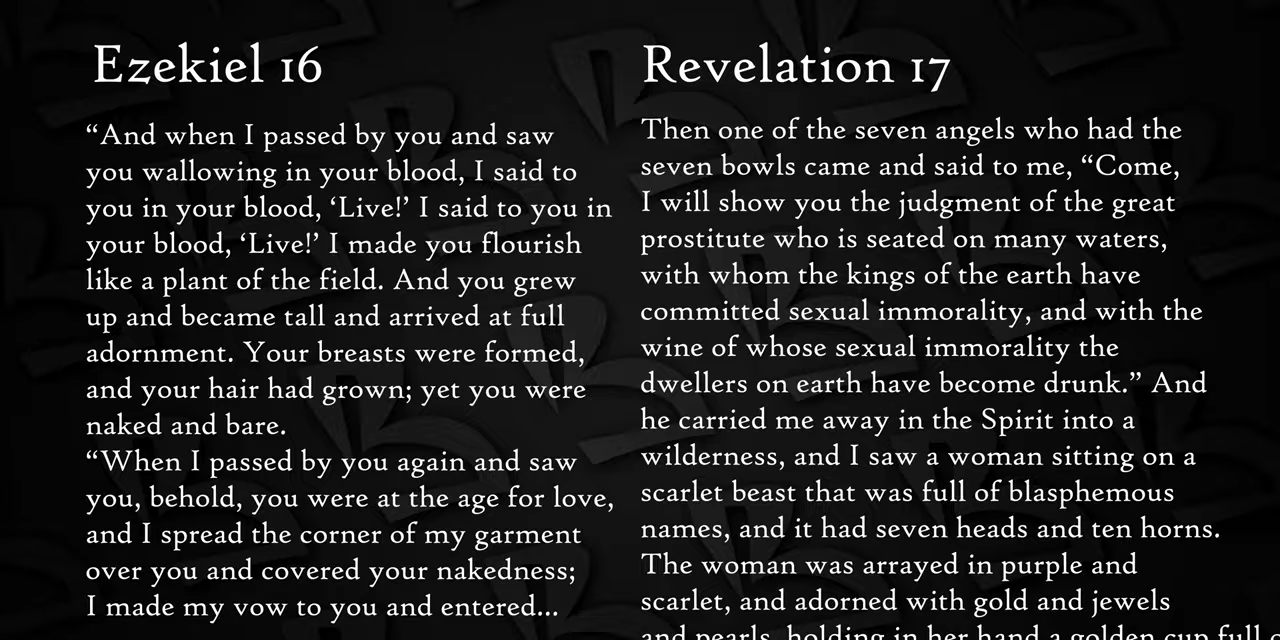 Ezekiel 16
“And when I passed by you and saw
you wallowing in your blood, I said to
you in your blood, ‘Live!’ I said to you in
your blood, ‘Live!’ I made you flourish
like a plant of the field. And you grew
up and became tall and arrived at full
adornment. Your breasts were formed,
and your hair had grown; yet you were
naked and bare.
“When I passed by you again and saw
you, behold, you were at the age for love,
and I spread the corner of my garment
over you and covered your nakedness;
I made my vow to you and entered...
Revelation 17
Then one of the seven angels who had the
seven bowls came and said to me, “Come,
I will show you the judgment of the great
prostitute who is seated on many waters,
with whom the kings of the earth have
committed sexual immorality, and with the
wine of whose sexual immorality the
dwellers on earth have become drunk.” And
he carried me away in the Spirit into a
wilderness, and I saw a woman sitting on a
scarlet beast that was full of blasphemous
names, and it had seven heads and ten horns.
The woman was arrayed in purple and
scarlet, and adorned with gold and jewels
and pearls, holding in her hand a golden cup full